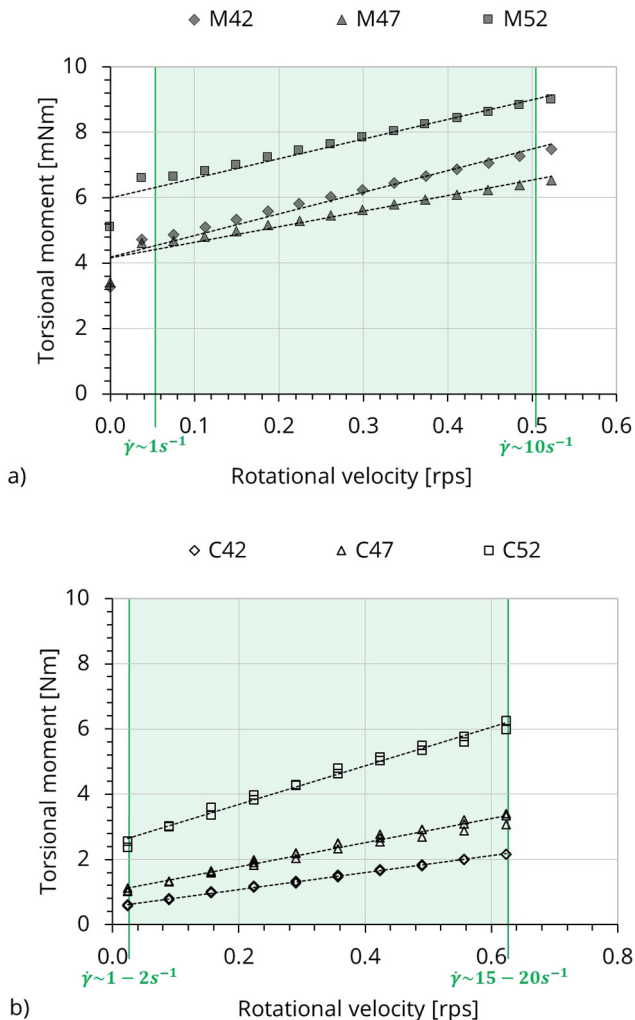 M42 M47 M52
10
8
6
4
2
0
Torsional moment [mNm]
0.0 0.1 0.2 0.3 0.4 0.5 0.6
γ̇~1s⁻¹ γ̇~10s⁻¹
a) Rotational velocity [rps]
C42 C47 C52
10
8
6
4
2
0
Torsional moment [Nm]
0.0 0.2 0.4 0.6 0.8
γ̇~1 − 2s⁻¹ γ̇~15 − 20s⁻¹
b) Rotational velocity [rps]